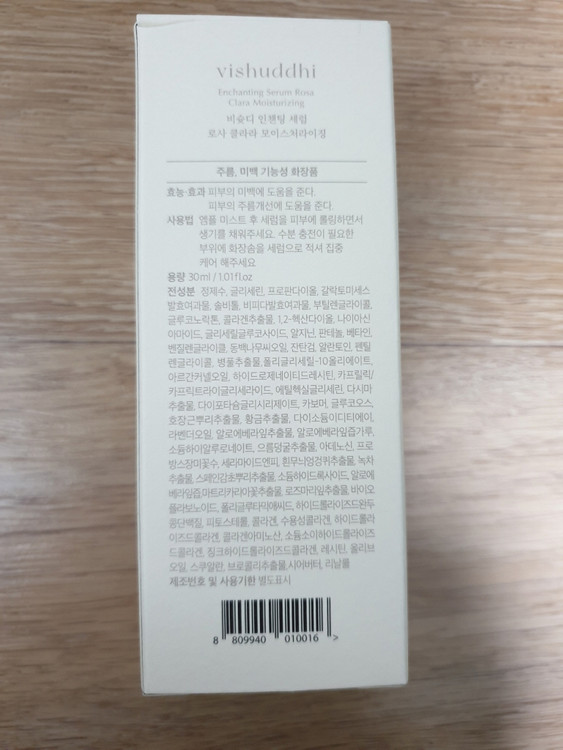 vishuddhi
Enchanting Serum Rosa
Clara Moisturizing
비숟디 인챈팅 세럼
로사 클라라 모이스처라이징
주름, 미백 기능성 화장품
효능·효과 피부의 미백에 도움을 준다.
피부의 주름개선에 도움을 준다.
사용법 앰플 미스트 후 세럼을 피부에 롤링하면서
생기를 채워주세요. 수분 충전이 필요한
부위에 화장솜을 세럼으로 적셔 집중
케어 해주세요
용량 30ml / 1.01fl.oz
전성분 정제수, 글리세린, 프로판다이올, 갈락토미세스
발효여과물, 솔비톨, 비피다발효여과물, 부틸렌글라이콜,
글루코노락톤, 콜라겐추출물, 1,2-헥산다이올, 나이아신
아마이드, 글리세릴글루코사이드, 알지닌, 판테놀, 베타인,
벤질렌글라이콜, 동백나무씨오일, 잔탄검, 알란토인, 펜틸
렌글라이콜, 병풀추출물,폴리글리세릴-10올리에이트,
아르간커넬오일, 하이드로제네이티드레시틴, 카프릴릭/
카프릭트라이글리세라이드, 에틸헥실글리세린, 다시마
추출물, 다이포타슘글리시리제이트, 카보머, 글루코오스,
호장근뿌리추출물, 황금추출물, 다이소듐이디티에이,
라벤더오일, 알로에베라잎추출물, 알로에베라잎즙가루,
소듐하이알루로네이트, 으름덩굴추출물, 아데노신, 프로
방스장미꽃수, 세라마이드엔피, 흰무늬엉겅퀴추출물, 녹차
추출물, 스페인감초뿌리추출물, 소듐하이드록사이드, 알로에
베라잎즙,마트리카리아꽃추출물, 로즈마리잎추출물, 바이오
플라보노이드, 폴리글루타믹애씨드, 하이드롤라이즈드완두
콩단백질, 피토스테롤, 콜라겐, 수용성콜라겐, 하이드롤라
이즈드콜라겐, 콜라겐아미노산, 소듐소이하이드롤라이즈
드콜라겐, 징크하이드롤라이즈드콜라겐, 레시틴, 올리브
오일, 스쿠알란, 브로콜리추출물,시어버터, 리날룰
제조번호 및 사용기한 별도표시
8 809940 010016 >